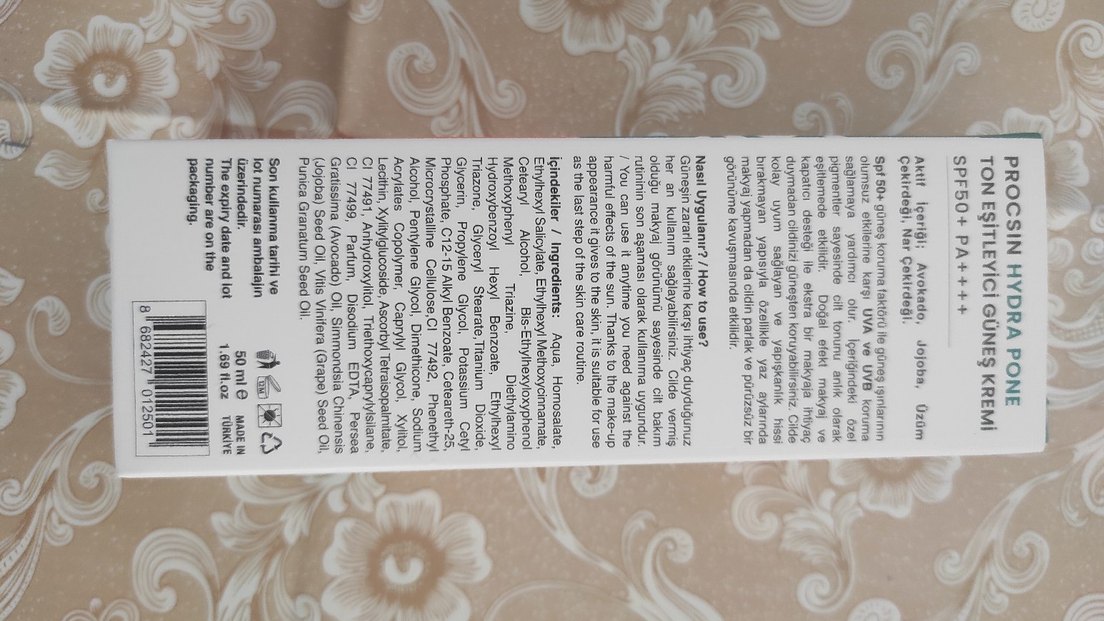 PROCSIN HYDRA PONE
TON EŞİTLEYİCİ GÜNEŞ KREMİ
SPF50+ PA++++
Aktif İçeriği: Avokado, Jojoba, Üzüm
Çekirdeği, Nar Çekirdeği.
Spf 50+ güneş koruma faktörü ile güneş ışınlarının
olumsuz etkilerine karşı UVA ve UVB koruma
sağlamaya yardımcı olur. İçeriğindeki özel
pigmentler sayesinde cilt tonunu anlık olarak
eşitlemede etkilidir. Doğal efekt makyaj ve
kapatıcı desteği ile ekstra bir makyaja ihtiyaç
duymadan cildinizi güneşten koruyabilirsiniz. Cilde
kolay uyum sağlayan ve yapışkanlık hissi
bırakmayan yapısıyla özellikle yaz aylarında
makyaj yapmadan da cildin parlak ve pürüzsüz bir
görünüme kavuşmasında etkilidir.
Nasıl Uygulanır? / How to use?
Güneşin zararlı etkilerine karşı ihtiyaç duyduğunuz
her an kullanım sağlayabilirsiniz. Cilde vermiş
olduğu makyaj görünümü sayesinde cilt bakım
rutininin son aşaması olarak kullanıma uygundur.
/ You can use it anytime you need against the
harmful effects of the sun. Thanks to the make-up
appearance it gives to the skin, it is suitable for use
as the last step of the skin care routine.
İçindekiler / Ingredients: Aqua, Homosalate,
Ethylhexyl Salicylate, Ethylhexyl Methoxycinnamate,
Cetearyl Alcohol, Bis-Ethylhexyloxyphenol
Methoxyphenyl Triazine, Diethylamino
Hydroxybenzoyl Hexyl Benzoate, Ethylhexyl
Triazone, Glyceryl Stearate,Titanium Dioxide,
Glycerin, Propylene Glycol, Potassium Cetyl
Phosphate, C12-15 Alkyl Benzoate, Ceteareth-25,
Microcrystalline Cellulose,CI 77492, Phenethyl
Alcohol, Pentylene Glycol, Dimethicone, Sodium
Acrylates Copolymer, Caprylyl Glycol, Xylitol,
Lecithin, Xylitylglucoside, Ascorbyl Tetraisopalmitate,
CI 77491, Anhydroxylitol, Triethoxycaprylylsilane,
CI 77499, Parfum, Disodium EDTA, Persea
Gratissima (Avocado) Oil, Simmondsia Chinensis
(Jojoba) Seed Oil, Vitis Vinifera (Grape) Seed Oil,
Punica Granatum Seed Oil.
Son kullanma tarihi ve
lot numarası ambalajın
üzerindedir.
The expiry date and lot
number are on the
packaging.
50 ml e
1.69 fl.oz
MADE IN
TÜRKİYE
8 682427 012501